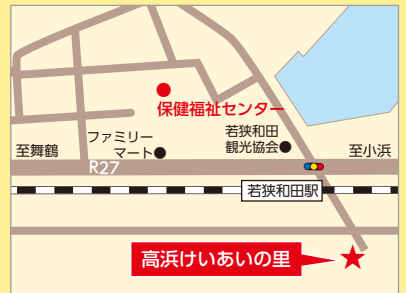 保健福祉センター
ファミリー
マート
若狭和田
観光協会
至舞鶴
至小浜
R27
若狭和田駅
高浜けいあいの里